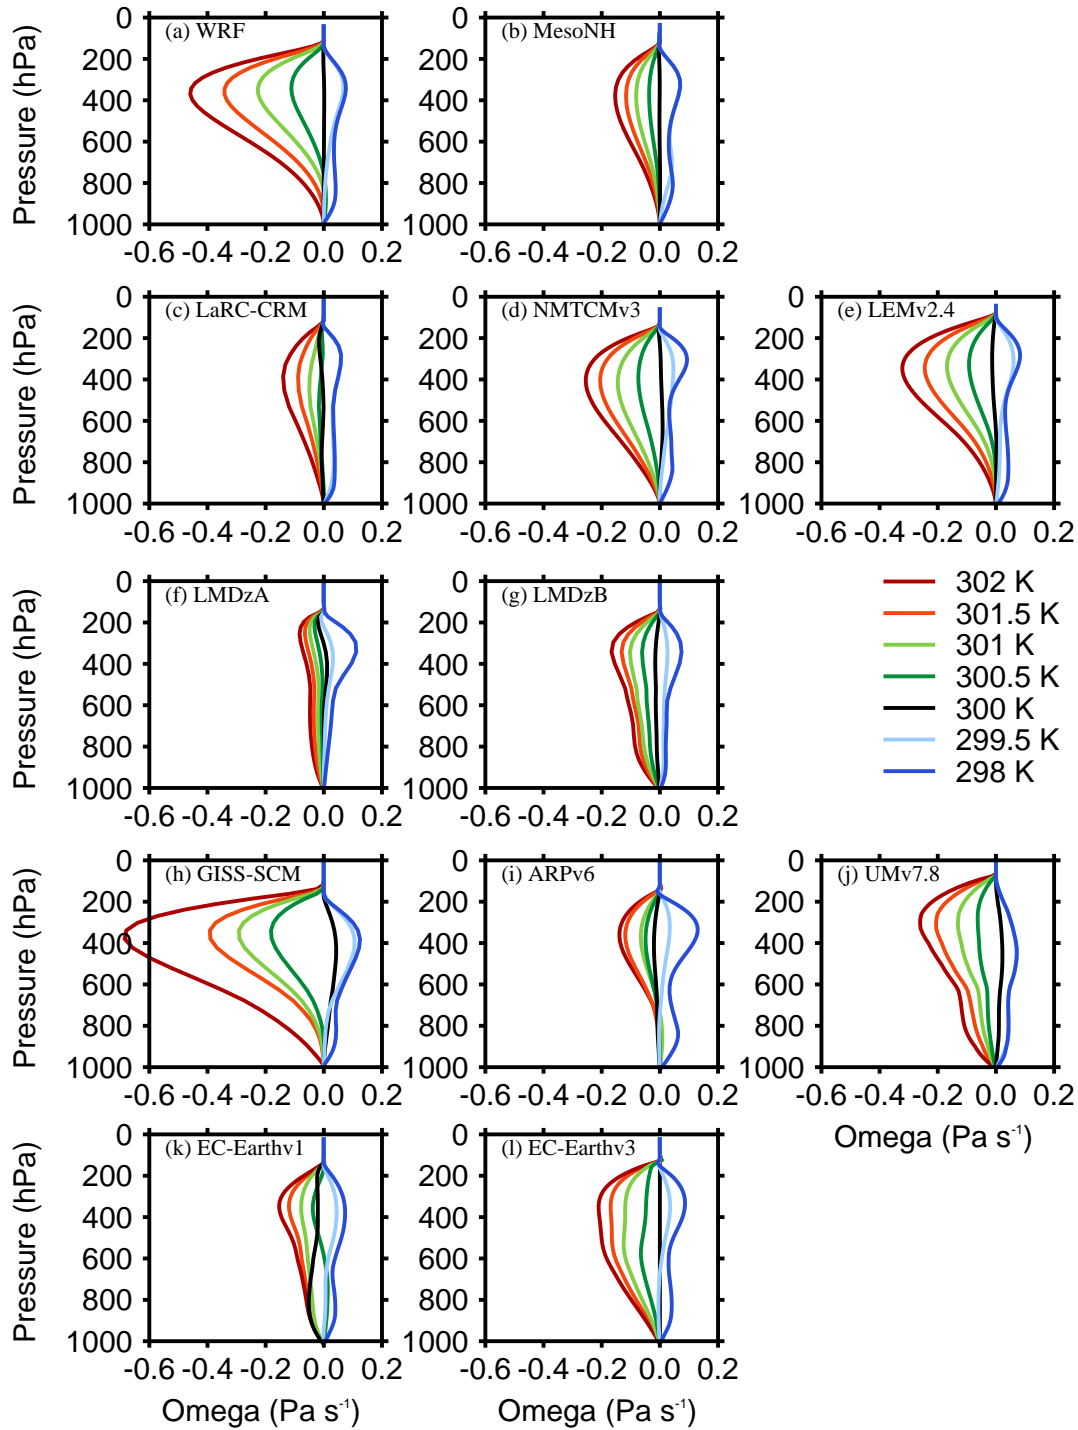 (a) WRF
(b) MesoNH
Pressure (hPa)
0
200
400
600
800
1000
-0.6 -0.4 -0.2 0.0 0.2
0
200
400
600
800
1000
-0.6 -0.4 -0.2 0.0 0.2
(c) LaRC-CRM
(d) NMTCMv3
(e) LEMv2.4
Pressure (hPa)
0
200
400
600
800
1000
-0.6 -0.4 -0.2 0.0 0.2
0
200
400
600
800
1000
-0.6 -0.4 -0.2 0.0 0.2
0
200
400
600
800
1000
-0.6 -0.4 -0.2 0.0 0.2
(f) LMDzA
(g) LMDzB
Pressure (hPa)
0
200
400
600
800
1000
-0.6 -0.4 -0.2 0.0 0.2
0
200
400
600
800
1000
-0.6 -0.4 -0.2 0.0 0.2
302 K
301.5 K
301 K
300.5 K
300 K
299.5 K
298 K
(h) GISS-SCM
(i) ARPv6
(j) UMv7.8
Pressure (hPa)
0
200
400
600
800
1000
-0.6 -0.4 -0.2 0.0 0.2
0
200
400
600
800
1000
-0.6 -0.4 -0.2 0.0 0.2
0
200
400
600
800
1000
-0.6 -0.4 -0.2 0.0 0.2
Omega (Pa s⁻¹)
(k) EC-Earthv1
(l) EC-Earthv3
Pressure (hPa)
0
200
400
600
800
1000
-0.6 -0.4 -0.2 0.0 0.2
Omega (Pa s⁻¹)
0
200
400
600
800
1000
-0.6 -0.4 -0.2 0.0 0.2
Omega (Pa s⁻¹)